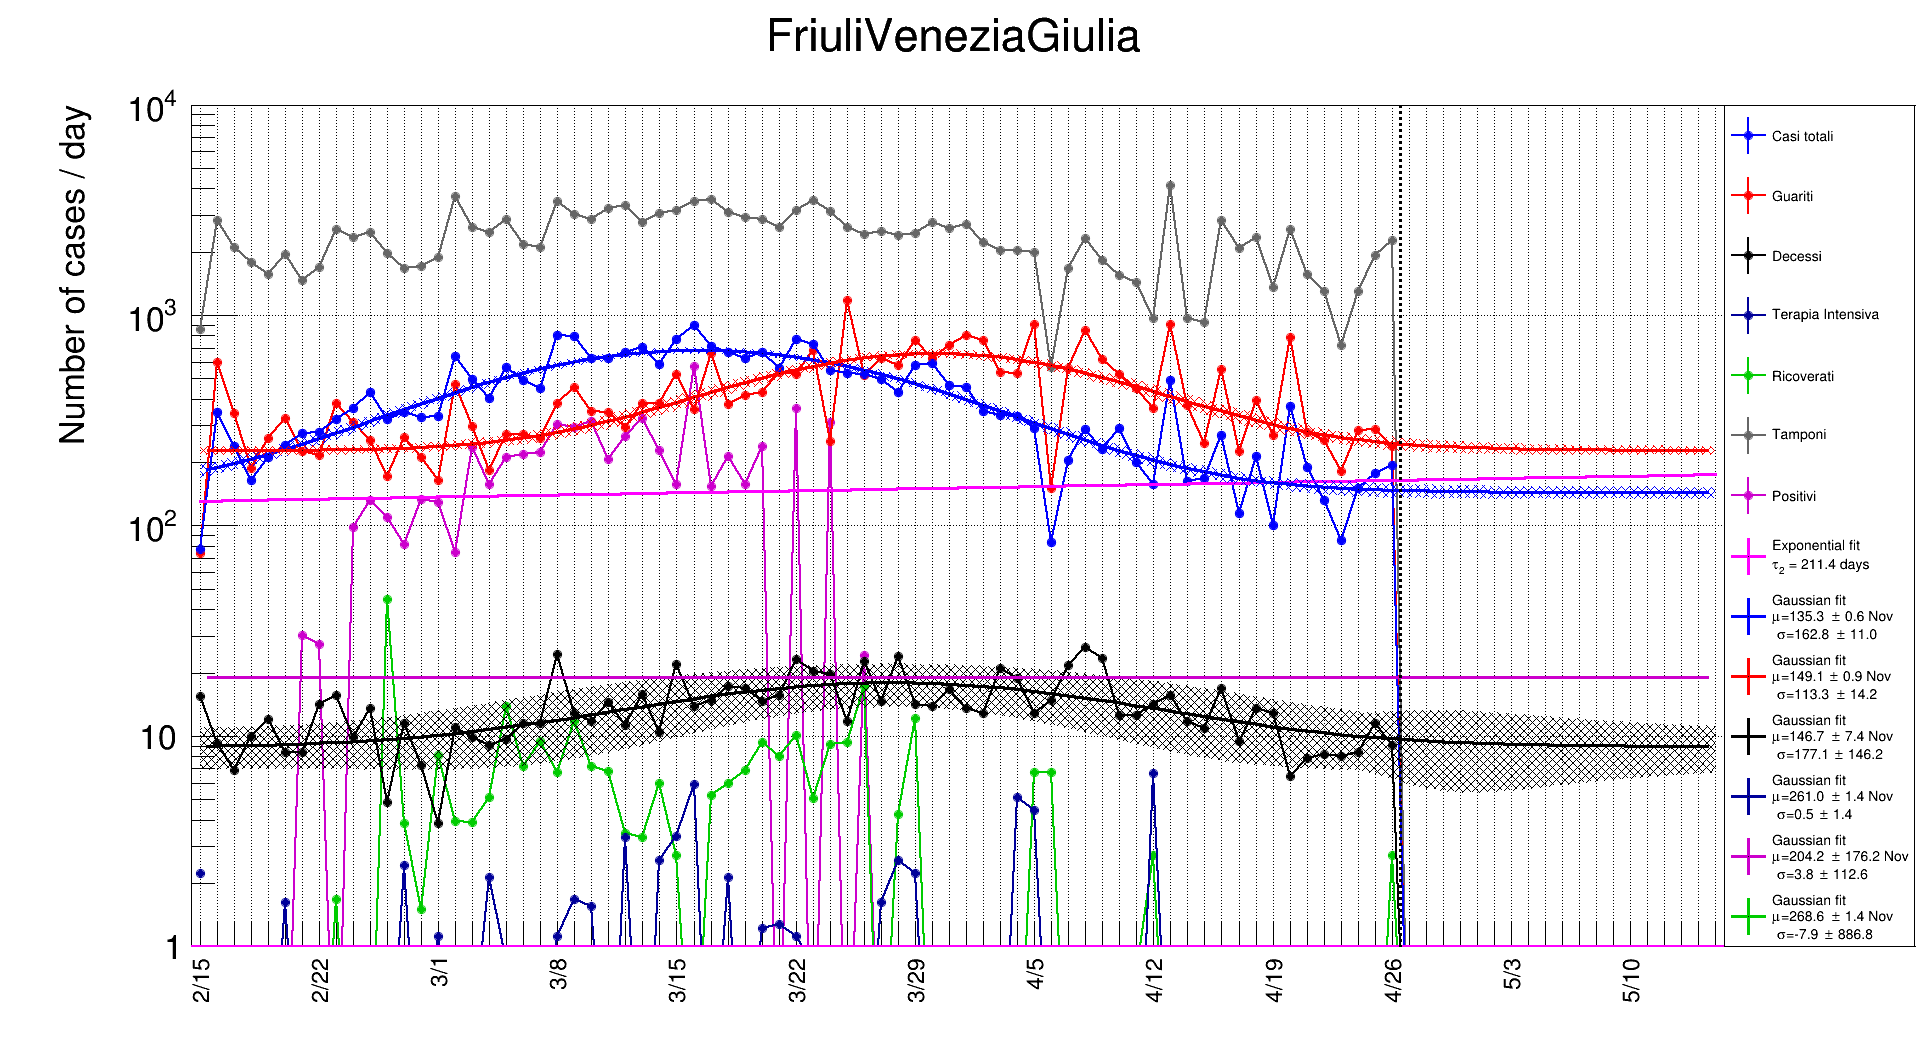 FriuliVeneziaGiulia
Number of cases / day
10⁴
10³
10²
10
1
2/15
2/22
3/1
3/8
3/15
3/22
3/29
4/5
4/12
4/19
4/26
5/3
5/10
Casi totali
Guariti
Decessi
Terapia Intensiva
Ricoverati
Tamponi
Positivi
Exponential fit
τ₂ = 211.4 days
Gaussian fit
μ=135.3 ± 0.6 Nov
σ=162.8 ± 11.0
Gaussian fit
μ=149.1 ± 0.9 Nov
σ=113.3 ± 14.2
Gaussian fit
μ=146.7 ± 7.4 Nov
σ=177.1 ± 146.2
Gaussian fit
μ=261.0 ± 1.4 Nov
σ=0.5 ± 1.4
Gaussian fit
μ=204.2 ± 176.2 Nov
σ=3.8 ± 112.6
Gaussian fit
μ=268.6 ± 1.4 Nov
σ=-7.9 ± 886.8